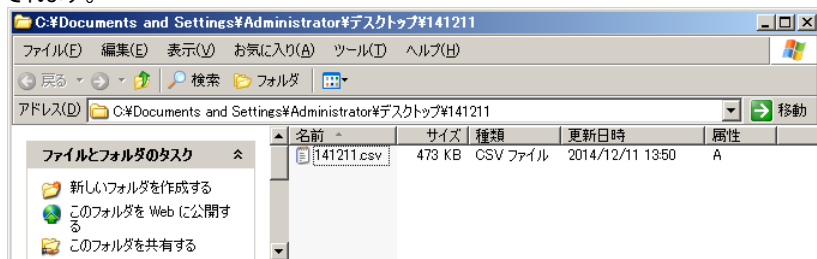 されます。
C:¥Documents and Settings¥Administrator¥デスクトップ¥141211
ファイル(F) 編集(E) 表示(V) お気に入り(A) ツール(T) ヘルプ(H)
戻る 検索 フォルダ
アドレス(D) C:¥Documents and Settings¥Administrator¥デスクトップ¥141211 移動
名前 サイズ 種類 更新日時 属性
141211.csv 473 KB CSV ファイル 2014/12/11 13:50 A
ファイルとフォルダのタスク
新しいフォルダを作成する
このフォルダを Web に公開す
る
このフォルダを共有する